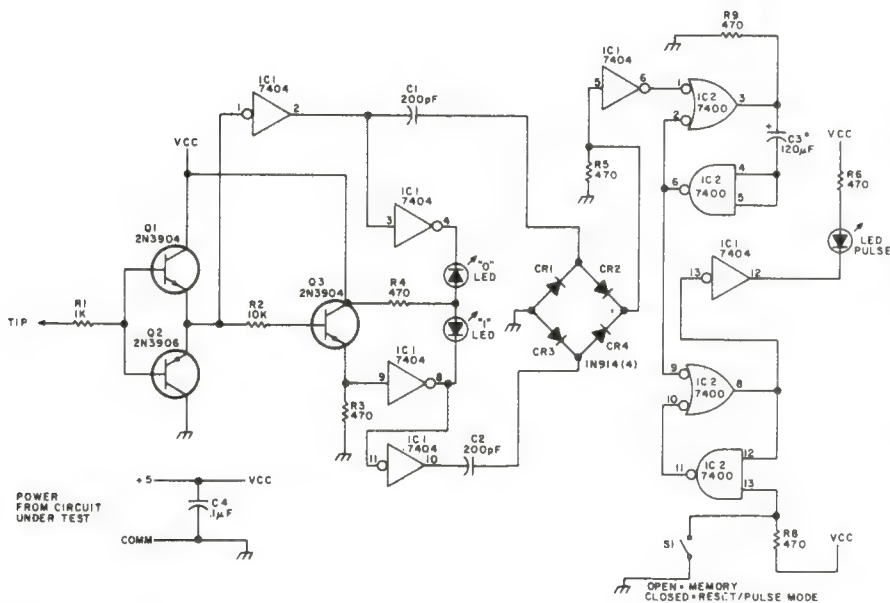 R9
470
IC1
7404
5
6
1
2
IC2
7400
3
IC1
7404
1
2
C1
200pF
C3*
120µF
+
VCC
R6
470
LED
PULSE
VCC
R5
470
6
IC2
7400
4
5
IC1
7404
3
4
Q1
2N3904
"0"
LED
CR1
CR2
IC1
7404
13
12
Q3
2N3904
R4
470
R1
1K
TIP
R2
10K
"1"
LED
Q2
2N3906
CR3
CR4
1N914(4)
IC1
7404
9
8
9
10
IC2
7400
8
R3
470
IC1
7404
11
10
C2
200pF
11
IC2
7400
12
13
POWER
FROM CIRCUIT
UNDER TEST
+5
VCC
C4
.1µF
COMM
S1
R8
470
VCC
OPEN = MEMORY
CLOSED = RESET/PULSE MODE